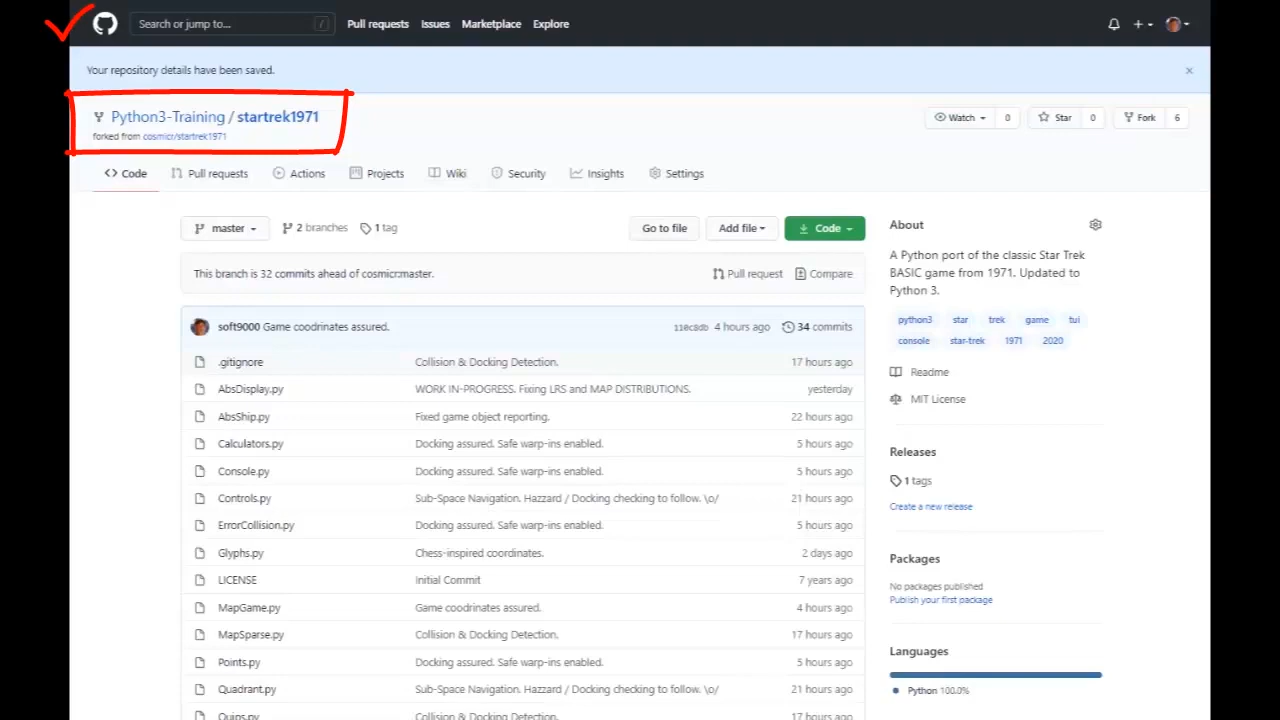 Search or jump to... / Pull requests Issues Marketplace Explore
Your repository details have been saved.
Python3-Training / startrek1971
forked from cosmicr/startrek1971
Watch 0 Star 0 Fork 6
Code Pull requests Actions Projects Wiki Security Insights Settings
master 2 branches 1 tag Go to file Add file Code
This branch is 32 commits ahead of cosmicr:master. Pull request Compare
soft9000 Game coodrinates assured. 4 hours ago 34 commits
.gitignore Collision & Docking Detection. 17 hours ago
AbsDisplay.py WORK IN-PROGRESS. Fixing LRS and MAP DISTRIBUTIONS. yesterday
AbsShip.py Fixed game object reporting. 22 hours ago
Calculators.py Docking assured. Safe warp-ins enabled. 5 hours ago
Console.py Docking assured. Safe warp-ins enabled. 5 hours ago
Controls.py Sub-Space Navigation. Hazzard / Docking checking to follow. \o/ 21 hours ago
ErrorCollision.py Docking assured. Safe warp-ins enabled. 5 hours ago
Glyphs.py Chess-inspired coordinates. 2 days ago
LICENSE Initial Commit 7 years ago
MapGame.py Game coodrinates assured. 4 hours ago
MapSparse.py Collision & Docking Detection. 17 hours ago
Points.py Docking assured. Safe warp-ins enabled. 5 hours ago
Quadrant.py Sub-Space Navigation. Hazzard / Docking checking to follow. \o/ 21 hours ago
Quips.py Collision & Docking Detection. 17 hours ago
About
A Python port of the classic Star Trek
BASIC game from 1971. Updated to
Python 3.
python3 star trek game tui
console star-trek 1971 2020
Readme
MIT License
Releases
1 tags
Create a new release
Packages
No packages published
Publish your first package
Languages
Python 100.0%